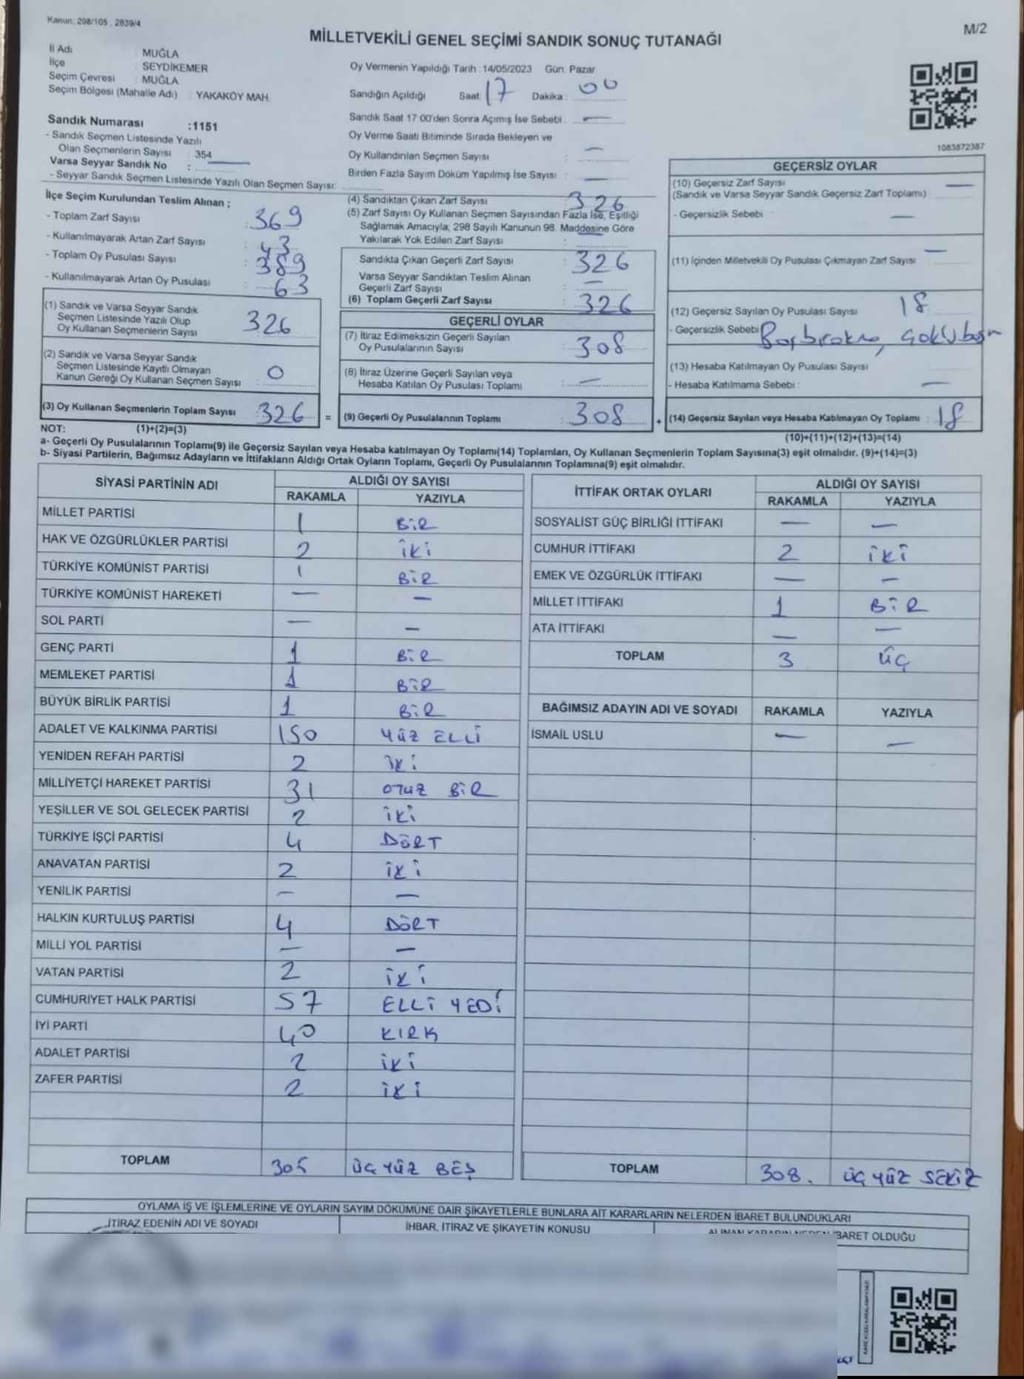 Kanun: 298/105 , 2839/4
M/2
MİLLETVEKİLİ GENEL SEÇİMİ SANDIK SONUÇ TUTANAĞI
İl Adı : MUĞLA
İlçe : SEYDİKEMER
Seçim Çevresi : MUĞLA
Seçim Bölgesi (Mahalle Adı) : YAKAKÖY MAH.
Sandık Numarası :1151
- Sandık Seçmen Listesinde Yazılı
Olan Seçmenlerin Sayısı : 354
Varsa Seyyar Sandık No :
- Seyyar Sandık Seçmen Listesinde Yazılı Olan Seçmen Sayısı:
Oy Vermenin Yapıldığı Tarih :14/05/2023 Gün: Pazar
Sandığın Açıldığı Saat: 17 Dakika : 00
Sandık Saat 17:00'den Sonra Açımış İse Sebebi : —
Oy Verme Saati Bitiminde Sırada Bekleyen ve
Oy Kullandırılan Seçmen Sayısı : —
Birden Fazla Sayım Döküm Yapılmış İse Sayısı : —
1083872387
İlçe Seçim Kurulundan Teslim Alınan ;
- Toplam Zarf Sayısı : 369
- Kullanılmayarak Artan Zarf Sayısı : 43
- Toplam Oy Pusulası Sayısı : 389
- Kullanılmayarak Artan Oy Pusulası : 63
(1) Sandık ve Varsa Seyyar Sandık
Seçmen Listesinde Yazılı Olup
Oy Kullanan Seçmenlerin Sayısı : 326
(2) Sandık ve Varsa Seyyar Sandık
Seçmen Listesinde Kayıtlı Olmayan
Kanun Gereği Oy Kullanan Seçmen Sayısı : 0
(3) Oy Kullanan Seçmenlerin Toplam Sayısı : 326 =
(4) Sandıktan Çıkan Zarf Sayısı : 326
(5) Zarf Sayısı Oy Kullanan Seçmen Sayısından Fazla İse, Eşitliği
Sağlamak Amacıyla, 298 Sayılı Kanunun 98. Maddesine Göre
Yakılarak Yok Edilen Zarf Sayısı :
Sandıkta Çıkan Geçerli Zarf Sayısı : 326
Varsa Seyyar Sandıktan Teslim Alınan
Geçerli Zarf Sayısı : —
(6) Toplam Geçerli Zarf Sayısı : 326
GEÇERLİ OYLAR
(7) İtiraz Edilmeksizin Geçerli Sayılan
Oy Pusulalarının Sayısı : 308
(8) İtiraz Üzerine Geçerli Sayılan veya
Hesaba Katılan Oy Pusulası Toplamı : —
(9) Geçerli Oy Pusulalarının Toplamı : 308 +
GEÇERSİZ OYLAR
(10) Geçersiz Zarf Sayısı : —
(Sandık ve Varsa Seyyar Sandık Geçersiz Zarf Toplamı)
- Geçersizlik Sebebi : —
(11) İçinden Milletvekili Oy Pusulası Çıkmayan Zarf Sayısı : —
(12) Geçersiz Sayılan Oy Pusulası Sayısı : 18
- Geçersizlik Sebebi:
(13) Hesaba Katılmayan Oy Pusulası Sayısı :
- Hesaba Katılmama Sebebi : —
(14) Geçersiz Sayılan veya Hesaba Katılmayan Oy Toplamı : 18
NOT: (1)+(2)=(3)
(10)+(11)+(12)+(13)=(14)
a- Geçerli Oy Pusulalarının Toplamı(9) ile Geçersiz Sayılan veya Hesaba katılmayan Oy Toplamı(14) Toplamları, Oy Kullanan Seçmenlerin Toplam Sayısına(3) eşit olmalıdır. (9)+(14)=(3)
b- Siyasi Partilerin, Bağımsız Adayların ve İttifakların Aldığı Ortak Oyların Toplamı, Geçerli Oy Pusulalarının Toplamına(9) eşit olmalıdır.
SİYASİ PARTİNİN ADI ALDIĞI OY SAYISI
RAKAMLA YAZIYLA
MİLLET PARTİSİ 1 BİR
HAK VE ÖZGÜRLÜKLER PARTİSİ 2 İKİ
TÜRKİYE KOMÜNİST PARTİSİ 1 BİR
TÜRKİYE KOMÜNİST HAREKETİ — —
SOL PARTİ — —
GENÇ PARTİ 1 BİR
MEMLEKET PARTİSİ 1 BİR
BÜYÜK BİRLİK PARTİSİ 1 BİR
ADALET VE KALKINMA PARTİSİ 150 YÜZ ELLİ
YENİDEN REFAH PARTİSİ 2 İKİ
MİLLİYETÇİ HAREKET PARTİSİ 31 OTUZ BİR
YEŞİLLER VE SOL GELECEK PARTİSİ 2 İKİ
TÜRKİYE İŞÇİ PARTİSİ 4 DÖRT
ANAVATAN PARTİSİ 2 İKİ
YENİLİK PARTİSİ — —
HALKIN KURTULUŞ PARTİSİ 4 DÖRT
MİLLİ YOL PARTİSİ — —
VATAN PARTİSİ 2 İKİ
CUMHURİYET HALK PARTİSİ 57 ELLİ YEDİ
İYİ PARTİ 40 KIRK
ADALET PARTİSİ 2 İKİ
ZAFER PARTİSİ 2 İKİ
TOPLAM 305 ÜÇ YÜZ BEŞ
İTTİFAK ORTAK OYLARI ALDIĞI OY SAYISI
RAKAMLA YAZIYLA
SOSYALİST GÜÇ BİRLİĞİ İTTİFAKI — —
CUMHUR İTTİFAKI 2 İKİ
EMEK VE ÖZGÜRLÜK İTTİFAKI — —
MİLLET İTTİFAKI 1 BİR
ATA İTTİFAKI — —
TOPLAM 3 ÜÇ
BAĞIMSIZ ADAYIN ADI VE SOYADI RAKAMLA YAZIYLA
İSMAİL USLU — —
TOPLAM 308. ÜÇ YÜZ SEKİZ
OYLAMA İŞ VE İŞLEMLERİNE VE OYLARIN SAYIM DÖKÜMÜNE DAİR ŞİKAYETLERLE BUNLARA AİT KARARLARIN NELERDEN İBARET BULUNDUKLARI
İTİRAZ EDENİN ADI VE SOYADI İHBAR, İTİRAZ VE ŞİKAYETİN KONUSU ALINAN KARARIN NEDEN İBARET OLDUĞU